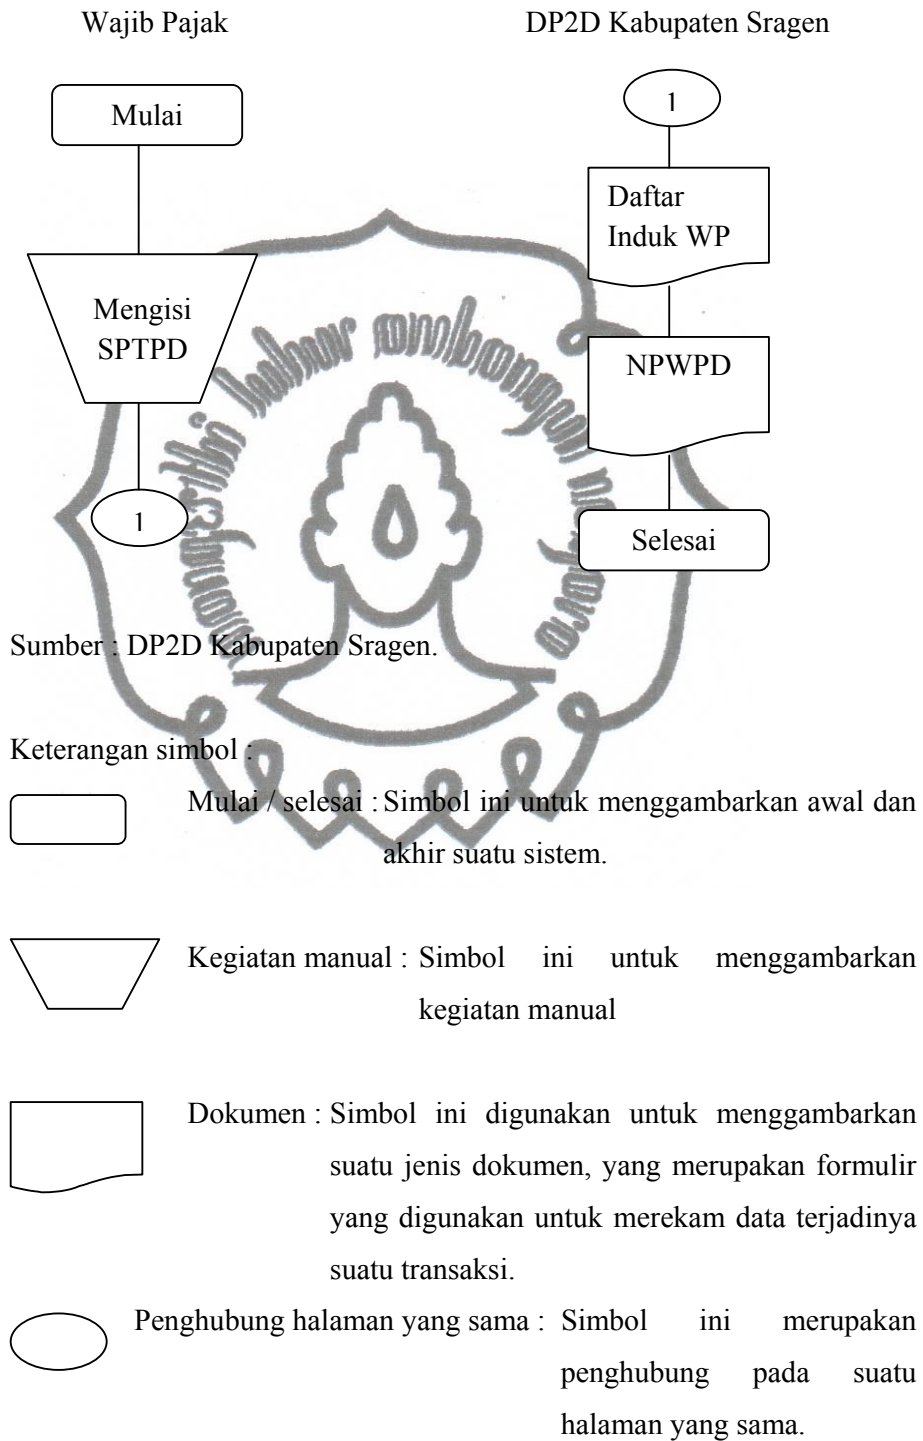 Wajib Pajak
DP2D Kabupaten Sragen
Mulai
Mengisi
SPTPD
1
1
Daftar
Induk WP
NPWPD
Selesai
Sumber : DP2D Kabupaten Sragen.
Keterangan simbol :
Mulai / selesai : Simbol ini untuk menggambarkan awal dan
akhir suatu sistem.
Kegiatan manual : Simbol ini untuk menggambarkan
kegiatan manual
Dokumen : Simbol ini digunakan untuk menggambarkan
suatu jenis dokumen, yang merupakan formulir
yang digunakan untuk merekam data terjadinya
suatu transaksi.
Penghubung halaman yang sama : Simbol ini merupakan
penghubung pada suatu
halaman yang sama.